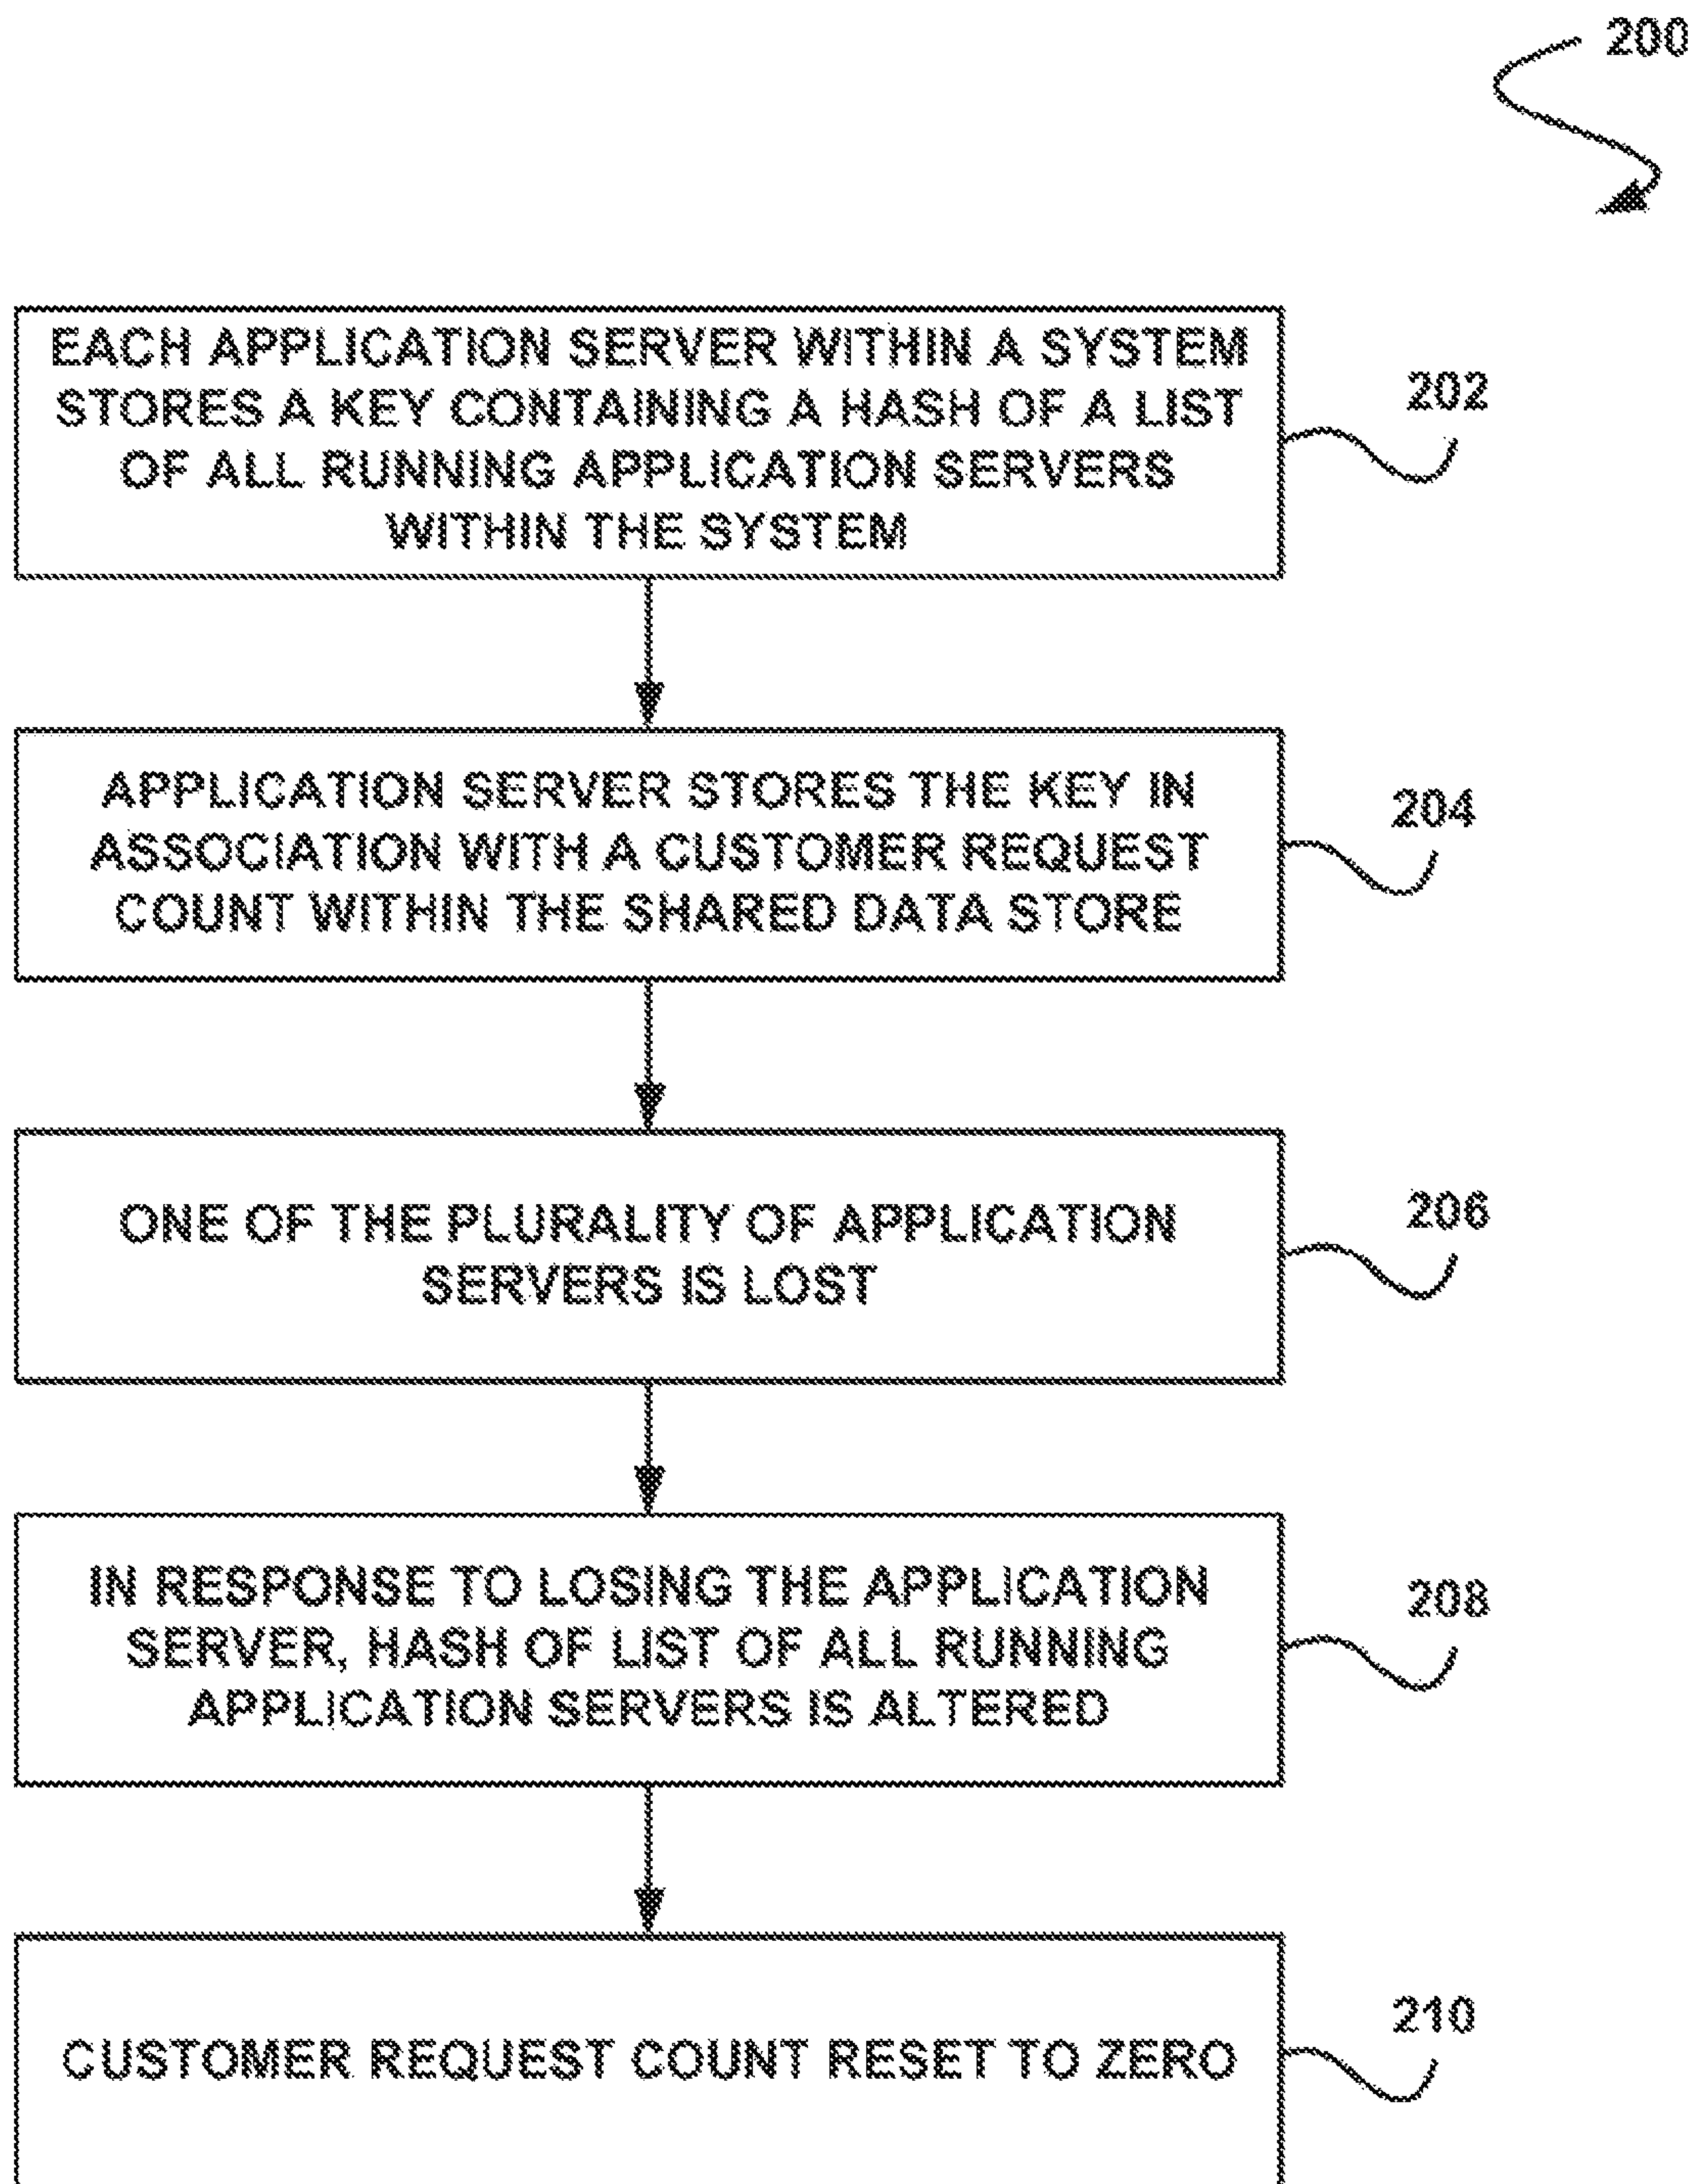 200
EACH APPLICATION SERVER WITHIN A SYSTEM
STORES A KEY CONTAINING A HASH OF A LIST
OF ALL RUNNING APPLICATION SERVERS
WITHIN THE SYSTEM
202
APPLICATION SERVER STORES THE KEY IN
ASSOCIATION WITH A CUSTOMER REQUEST
COUNT WITHIN THE SHARED DATA STORE
204
ONE OF THE PLURALITY OF APPLICATION
SERVERS IS LOST
206
IN RESPONSE TO LOSING THE APPLICATION
SERVER, HASH OF LIST OF ALL RUNNING
APPLICATION SERVERS IS ALTERED
208
CUSTOMER REQUEST COUNT RESET TO ZERO
210